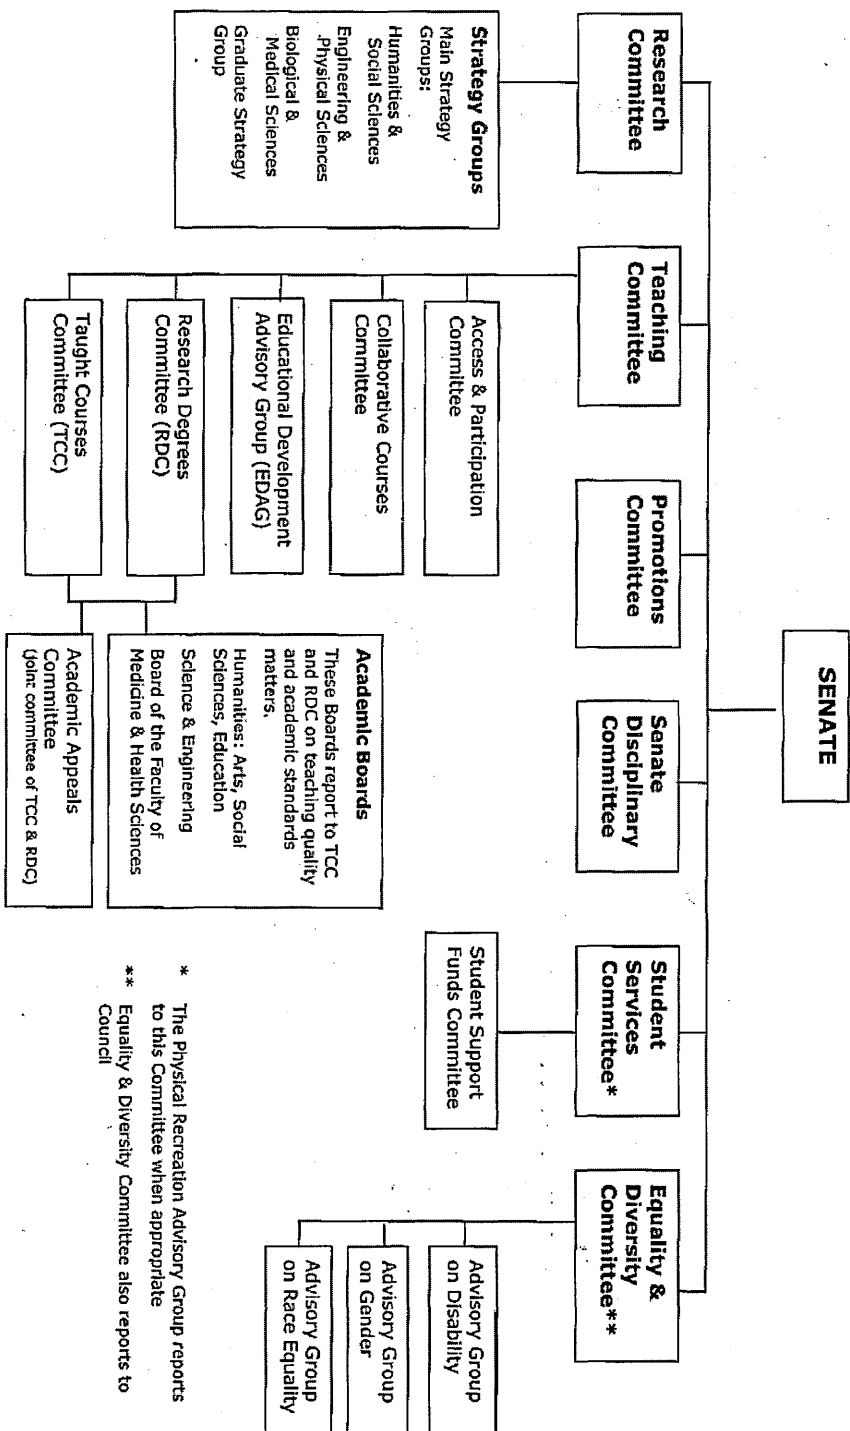 SENATE
Research
Committee
Teaching
Committee
Promotions
Committee
Senate
Disciplinary
Committee
Student
Services
Committee*
Equality &
Diversity
Committee**
Strategy Groups
Main Strategy
Groups:
Humanities &
Social Sciences
Engineering &
Physical Sciences
Biological &
Medical Sciences
Graduate Strategy
Group
Access & Participation
Committee
Collaborative Courses
Committee
Educational Development
Advisory Group (EDAG)
Research Degrees
Committee (RDC)
Taught Courses
Committee (TCC)
Academic Boards
These Boards report to TCC
and RDC on teaching quality
and academic standards
matters.
Humanities: Arts, Social
Sciences, Education
Science & Engineering
Board of the Faculty of
Medicine & Health Sciences
Academic Appeals
Committee
(joint committee of TCC & RDC)
Student Support
Funds Committee
Advisory Group
on Disability
Advisory Group
on Gender
Advisory Group
on Race Equality
* The Physical Recreation Advisory Group reports
to this Committee when appropriate
** Equality & Diversity Committee also reports to
Council